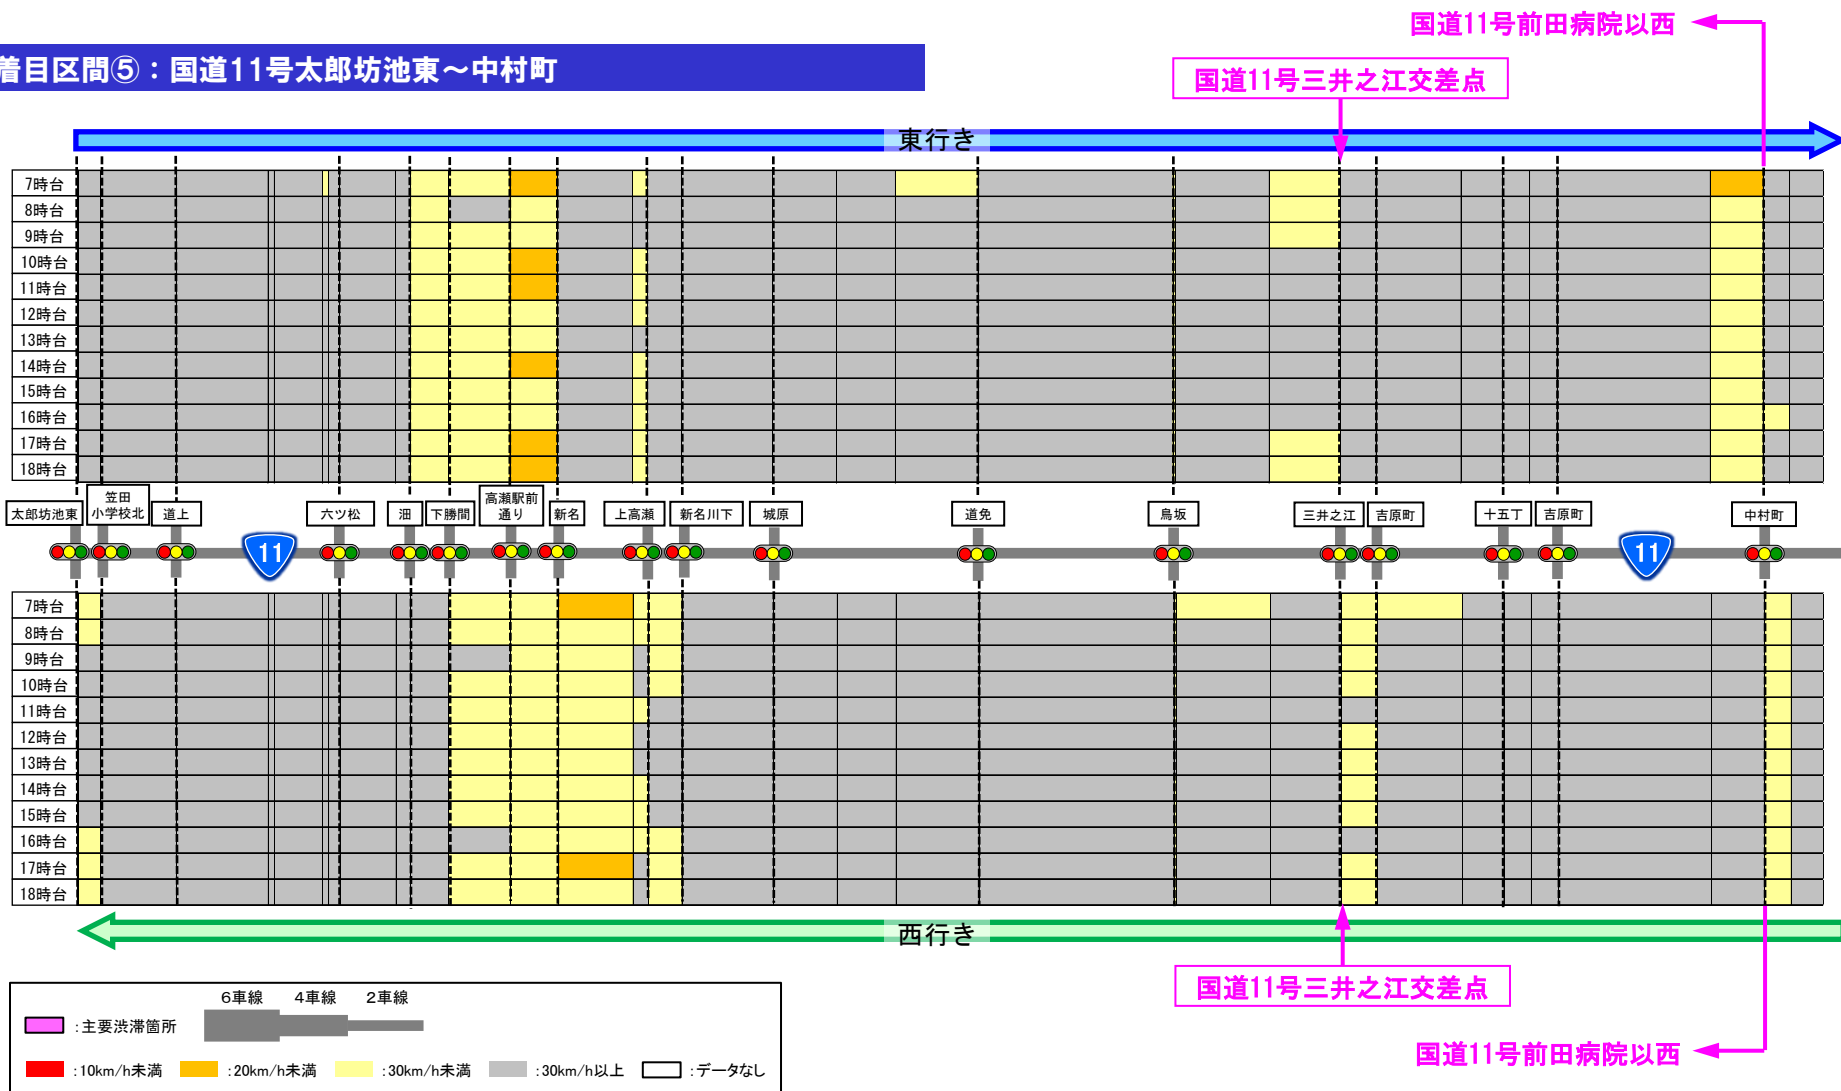 国道11号前田病院以西
着目区間⑤：国道11号太郎坊池東～中村町
国道11号三井之江交差点
東行き
7時台
8時台
9時台
10時台
11時台
12時台
13時台
14時台
15時台
16時台
17時台
18時台
太郎坊池東
笠田
小学校北
道上
六ツ松
沺
下勝間
高瀬駅前
通り
新名
上高瀬
新名川下
城原
道免
鳥坂
三井之江
吉原町
十五丁
吉原町
中村町
11
11
7時台
8時台
9時台
10時台
11時台
12時台
13時台
14時台
15時台
16時台
17時台
18時台
西行き
国道11号三井之江交差点
国道11号前田病院以西
6車線 4車線 2車線
：主要渋滞箇所
：10km/h未満 ：20km/h未満 ：30km/h未満 ：30km/h以上 ：データなし